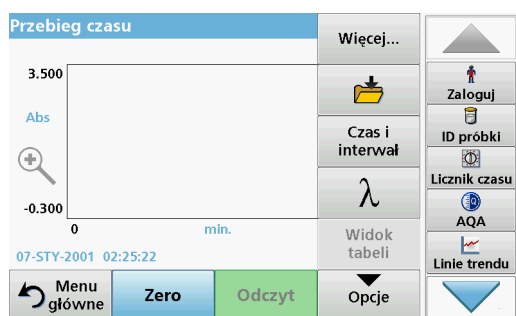 Przebieg czasu
Więcej...
3.500
Abs
-0.300
0
min.
07-STY-2001 02:25:22
Czas i
interwał
λ
Widok
tabeli
Menu
główne
Zero
Odczyt
Opcje
Zaloguj
ID próbki
Licznik czasu
AQA
Linie trendu